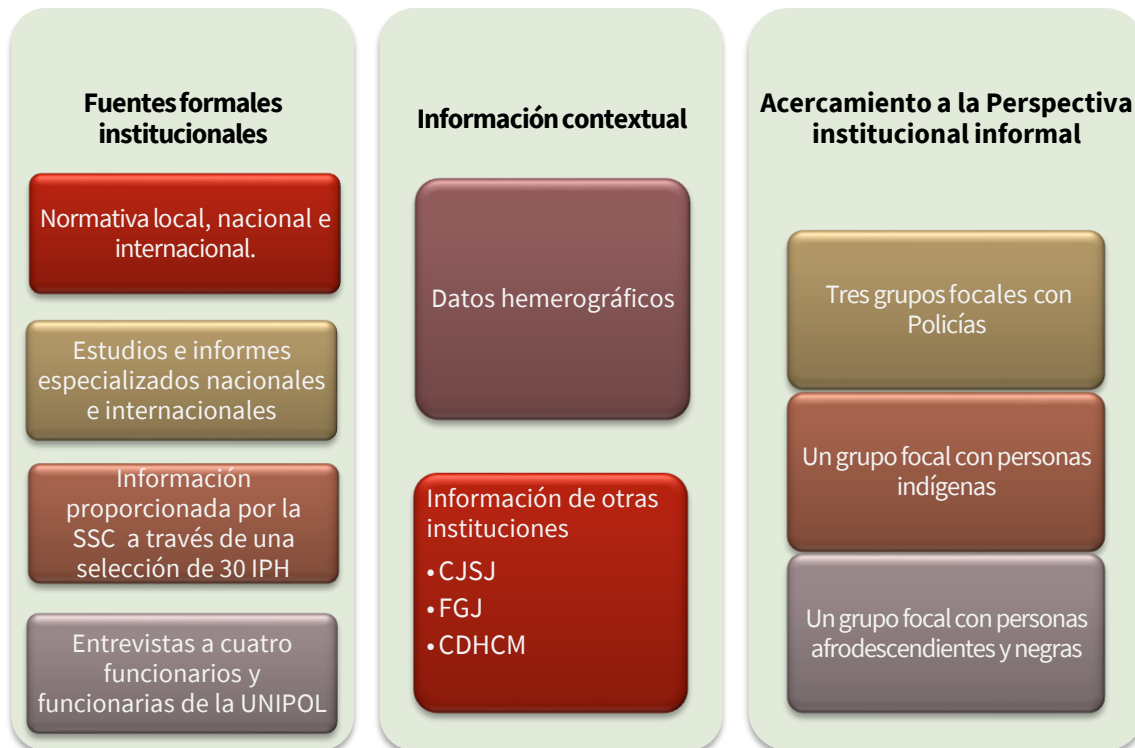 Fuentes formales
institucionales
Normativa local, nacional e
internacional.
Estudios e informes
especializados nacionales
e internacionales
Información
proporcionada por la
SSC a través de una
selección de 30 IPH
Entrevistas a cuatro
funcionarios y
funcionarias de la UNIPOL
Información contextual
Datos hemerográficos
Información de otras
instituciones
• CJSJ
• FGJ
• CDHCM
Acercamiento a la Perspectiva
institucional informal
Tres grupos focales con
Policías
Un grupo focal con personas
indígenas
Un grupo focal con personas
afrodescendientes y negras